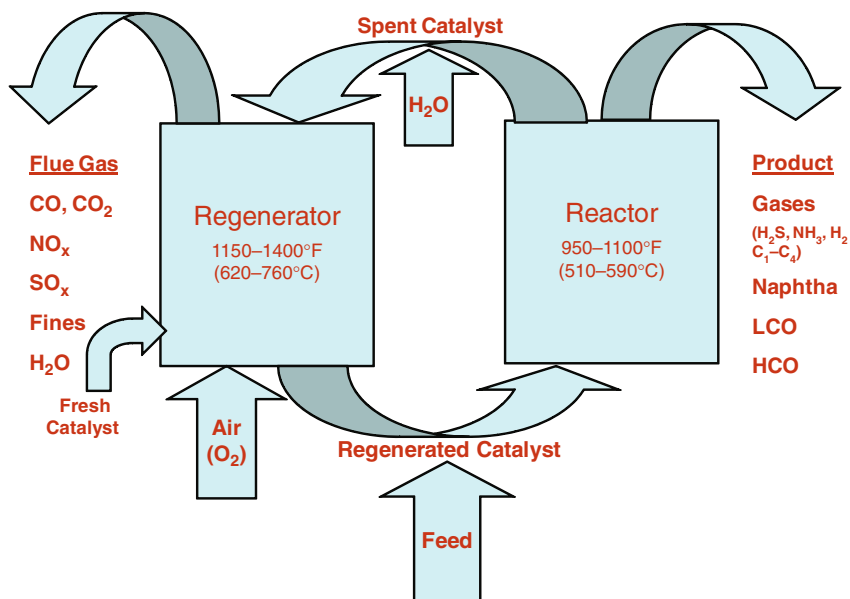 Spent Catalyst
H₂O
Flue Gas
CO, CO₂
NOₓ
SOₓ
Fines
H₂O
Fresh
Catalyst
Regenerator
1150–1400°F
(620–760°C)
Reactor
950–1100°F
(510–590°C)
Product
Gases
(H₂S, NH₃, H₂
C₁–C₄)
Naphtha
LCO
HCO
Air
(O₂)
Regenerated Catalyst
Feed